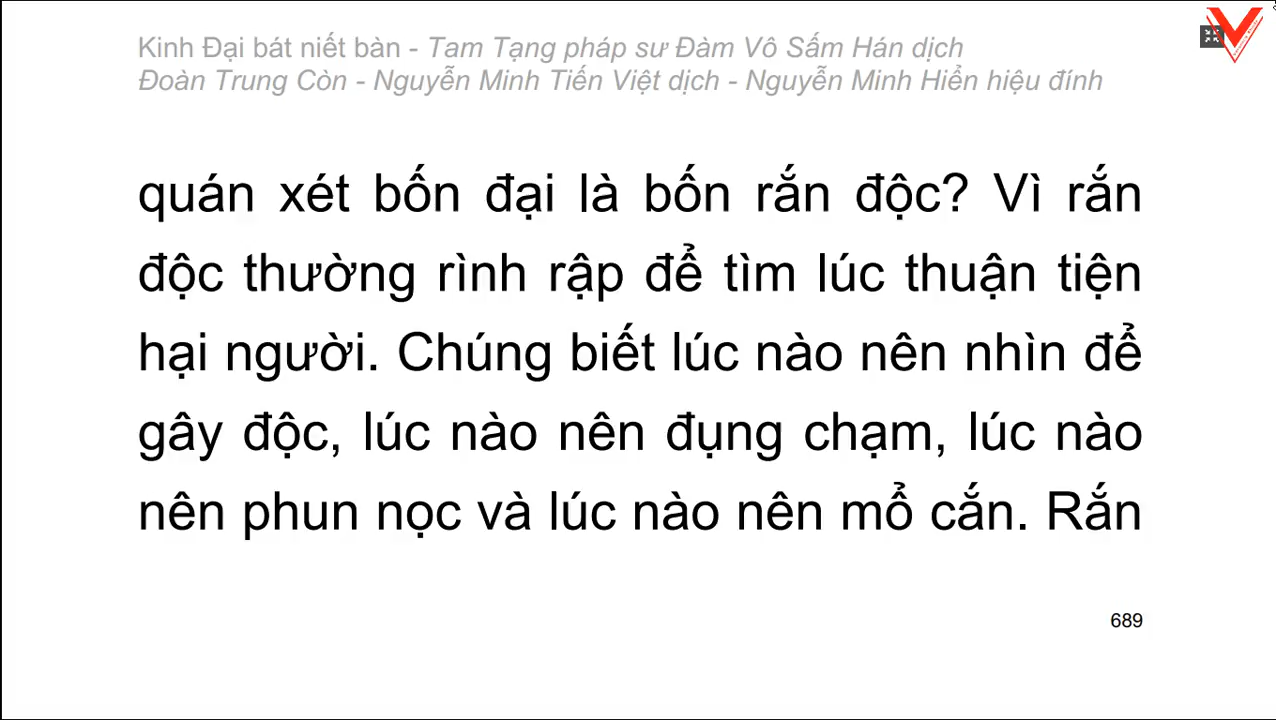 Kinh Đại bát niết bàn - Tam Tạng pháp sư Đàm Vô Sấm Hán dịch
Đoàn Trung Còn - Nguyễn Minh Tiến Việt dịch - Nguyễn Minh Hiển hiệu đính
quán xét bốn đại là bốn rắn độc? Vì rắn
độc thường rình rập để tìm lúc thuận tiện
hại người. Chúng biết lúc nào nên nhìn để
gây độc, lúc nào nên đụng chạm, lúc nào
nên phun nọc và lúc nào nên mổ cắn. Rắn
689